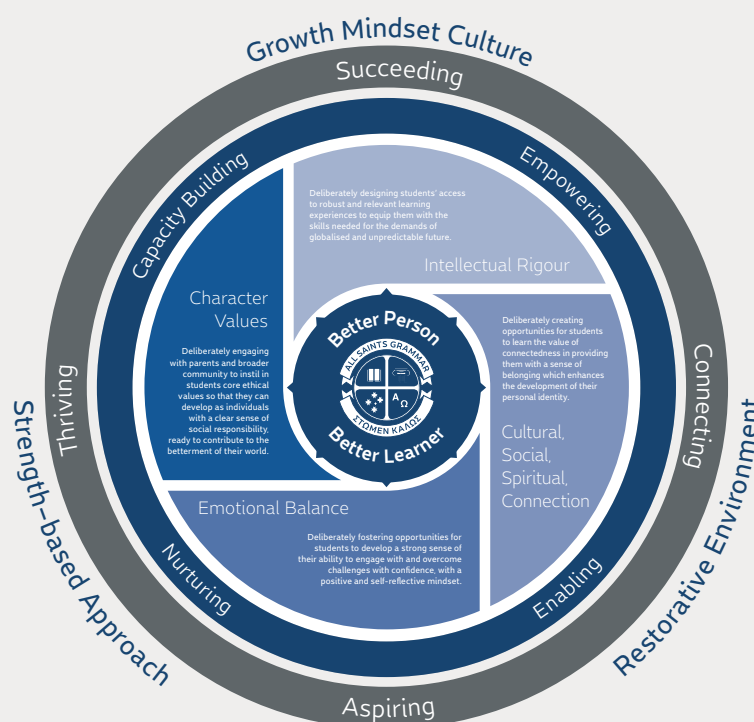 Growth Mindset Culture
Succeeding
Capacity Building
Empowering
Deliberately designing students' access
to robust and relevant learning
experiences to equip them with the
skills needed for the demands of
globalised and unpredictable future.
Intellectual Rigour
Character
Values
Deliberately engaging
with parents and broader
community to instil in
students core ethical
values so that they can
develop as individuals
with a clear sense of
social responsibility,
ready to contribute to the
betterment of their world.
Better Person
ALL SAINTS GRAMMAR
Α
Ω
ΣΤΩΜΕΝ ΚΑΛΩΣ
Better Learner
Deliberately creating
opportunities for students
to learn the value of
connectedness in providing
them with a sense of
belonging which enhances
the development of their
personal identity.
Cultural,
Social,
Spiritual,
Connection
Thriving
Connecting
Emotional Balance
Deliberately fostering opportunities for
students to develop a strong sense of
their ability to engage with and overcome
challenges with confidence, with a
positive and self-reflective mindset.
Nurturing
Enabling
Strength-based Approach
Restorative Environment
Aspiring